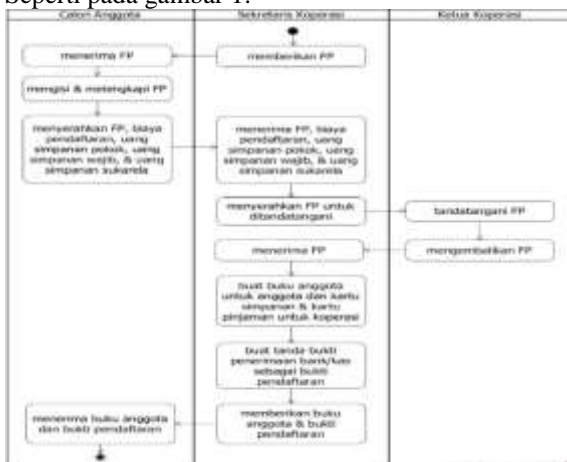 Seperti pada gambar 1.
Calon Anggota
Sekretaris Koperasi
Ketua Koperasi
memberikan FP
menerima FP
mengisi & melengkapi FP
menyerahkan FP, biaya
pendaftaran, uang
simpanan pokok, uang
simpanan wajib, & uang
simpanan sukarela
menerima FP, biaya
pendaftaran, uang
simpanan pokok, uang
simpanan wajib, & uang
simpanan sukarela
menyerahkan FP untuk
ditandatangani
tandatangani FP
mengembalikan FP
menerima FP
buat buku anggota
untuk anggota dan kartu
simpanan & kartu
pinjaman untuk koperasi
buat tanda bukti
penerimaan bank/kas
sebagai bukti
pendaftaran
memberikan buku
anggota & bukti
pendaftaran
menerima buku anggota
dan bukti pendaftaran